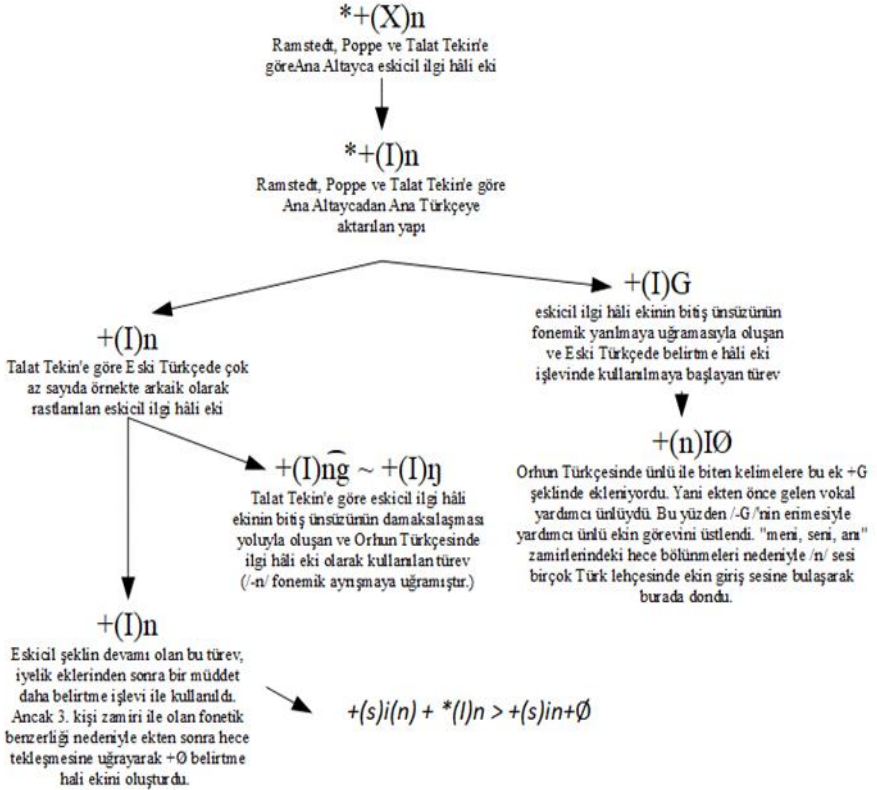 *+(X)n
Ramstedt, Poppe ve Talat Tekin'e
göreAna Altayca eskicil ilgi hâli eki
*+(I)n
Ramstedt, Poppe ve Talat Tekin'e göre
Ana Altaycadan Ana Türkçeye
aktarılan yapı
+(I)n
Talat Tekin'e göre Eski Türkçede çok
az sayıda örnekte arkaik olarak
rastlanılan eskicil ilgi hâli eki
+(I)G
eskicil ilgi hâli ekinin bitiş ünsüzünün
fonemik yarılmaya uğramasıyla oluşan
ve Eski Türkçede belirtme hâli eki
işlevinde kullanılmaya başlayan türev
+(I)n͡g ~ +(I)ŋ
Talat Tekin'e göre eskicil ilgi hâli
ekinin bitiş ünsüzünün damaksılaşması
yoluyla oluşan ve Orhun Türkçesinde
ilgi hâli eki olarak kullanılan türev
(/-n/ fonemik ayrışmaya uğramıştır.)
+(n)IØ
Orhun Türkçesinde ünlü ile biten kelimelere bu ek +G
şeklinde ekleniyordu. Yani ekten önce gelen vokal
yardımcı ünlüydü. Bu yüzden /-G/'nin erimesiyle
yardımcı ünlü ekin görevini üstlendi. "meni, seni, anı"
zamirlerindeki hece bölünmeleri nedeniyle /n/ sesi
birçok Türk lehçesinde ekin giriş sesine bulaşarak
burada dondu.
+(I)n
Eskicil şeklin devamı olan bu türev,
iyelik eklerinden sonra bir müddet
daha belirtme işlevi ile kullanıldı.
Ancak 3. kişi zamiri ile olan fonetik
benzerliği nedeniyle ekten sonra hece
tekleşmesine uğrayarak +Ø belirtme
hali ekini oluşturdu.
+(s)i(n) + *(I)n > +(s)in+Ø